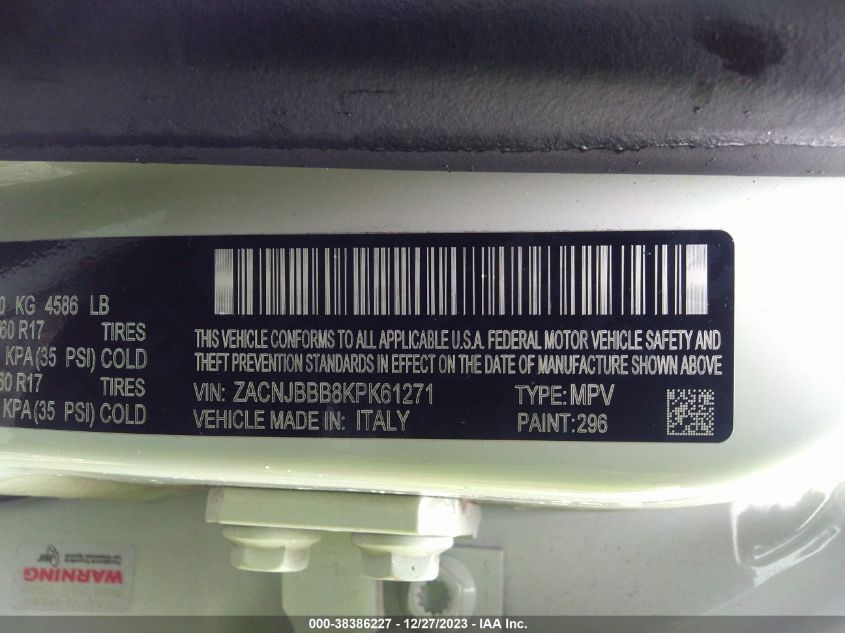 0 KG 4586 LB
60 R17 TIRES
KPA(35 PSI) COLD
60 R17 TIRES
KPA(35 PSI) COLD
THIS VEHICLE CONFORMS TO ALL APPLICABLE U.S.A. FEDERAL MOTOR VEHICLE SAFETY AND
THEFT PREVENTION STANDARDS IN EFFECT ON THE DATE OF MANUFACTURE SHOWN ABOVE
VIN: ZACNJBBB8KPK61271 TYPE: MPV
VEHICLE MADE IN: ITALY PAINT: 296
WARNING
000-38386227 - 12/27/2023 - IAA Inc.